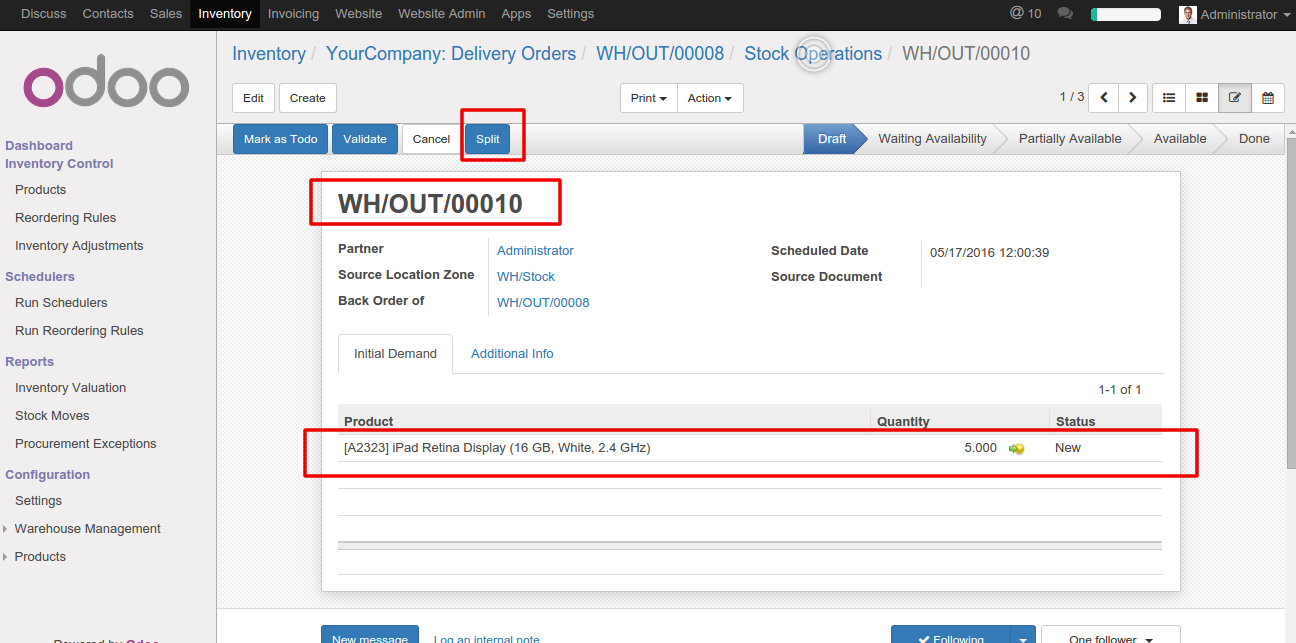 Discuss Contacts Sales Inventory Invoicing Website Website Admin Apps Settings @ 10 Administrator
odoo
Inventory / YourCompany: Delivery Orders / WH/OUT/00008 / Stock Operations / WH/OUT/00010
Edit Create Print Action 1 / 3
Mark as Todo Validate Cancel Split Draft Waiting Availability Partially Available Available Done
Dashboard
Inventory Control
Products
Reordering Rules
Inventory Adjustments
Schedulers
Run Schedulers
Run Reordering Rules
Reports
Inventory Valuation
Stock Moves
Procurement Exceptions
Configuration
Settings
Warehouse Management
Products
Powered by Odoo
WH/OUT/00010
Partner Administrator Scheduled Date 05/17/2016 12:00:39
Source Location Zone WH/Stock Source Document
Back Order of WH/OUT/00008
Initial Demand Additional Info
1-1 of 1
Product Quantity Status
[A2323] iPad Retina Display (16 GB, White, 2.4 GHz) 5.000 New
New message Log an internal note Following One follower